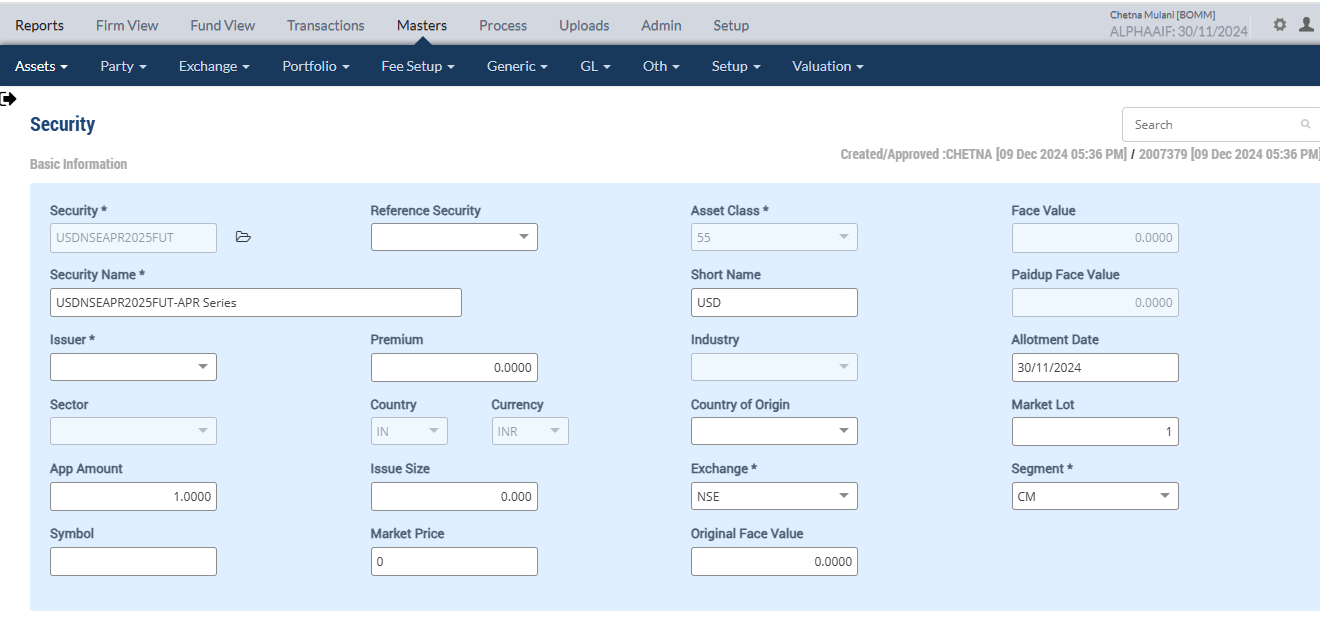 Reports Firm View Fund View Transactions Masters Process Uploads Admin Setup
Chetna Mulani [BOMM]
ALPHAAIF: 30/11/2024
Assets Party Exchange Portfolio Fee Setup Generic GL Oth Setup Valuation
Security
Search
Basic Information
Created/Approved :CHETNA [09 Dec 2024 05:36 PM] / 2007379 [09 Dec 2024 05:36 PM]
Security * Reference Security Asset Class * Face Value
USDNSEAPR2025FUT 55 0.0000
Security Name * Short Name Paidup Face Value
USDNSEAPR2025FUT-APR Series USD 0.0000
Issuer * Premium Industry Allotment Date
0.0000 30/11/2024
Sector Country Currency Country of Origin Market Lot
IN INR 1
App Amount Issue Size Exchange * Segment *
1.0000 0.000 NSE CM
Symbol Market Price Original Face Value
0 0.0000